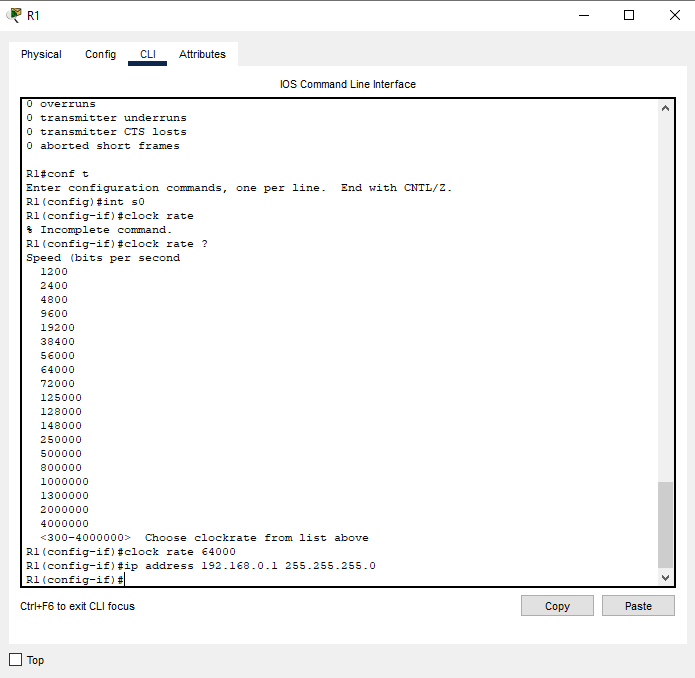 R1
Physical Config CLI Attributes
IOS Command Line Interface
0 overruns
0 transmitter underruns
0 transmitter CTS losts
0 aborted short frames
R1#conf t
Enter configuration commands, one per line.  End with CNTL/Z.
R1(config)#int s0
R1(config-if)#clock rate
% Incomplete command.
R1(config-if)#clock rate ?
Speed (bits per second
1200
2400
4800
9600
19200
38400
56000
64000
72000
125000
128000
148000
250000
500000
800000
1000000
1300000
2000000
4000000
<300-4000000>  Choose clockrate from list above
R1(config-if)#clock rate 64000
R1(config-if)#ip address 192.168.0.1 255.255.255.0
R1(config-if)#
Ctrl+F6 to exit CLI focus Copy Paste
Top